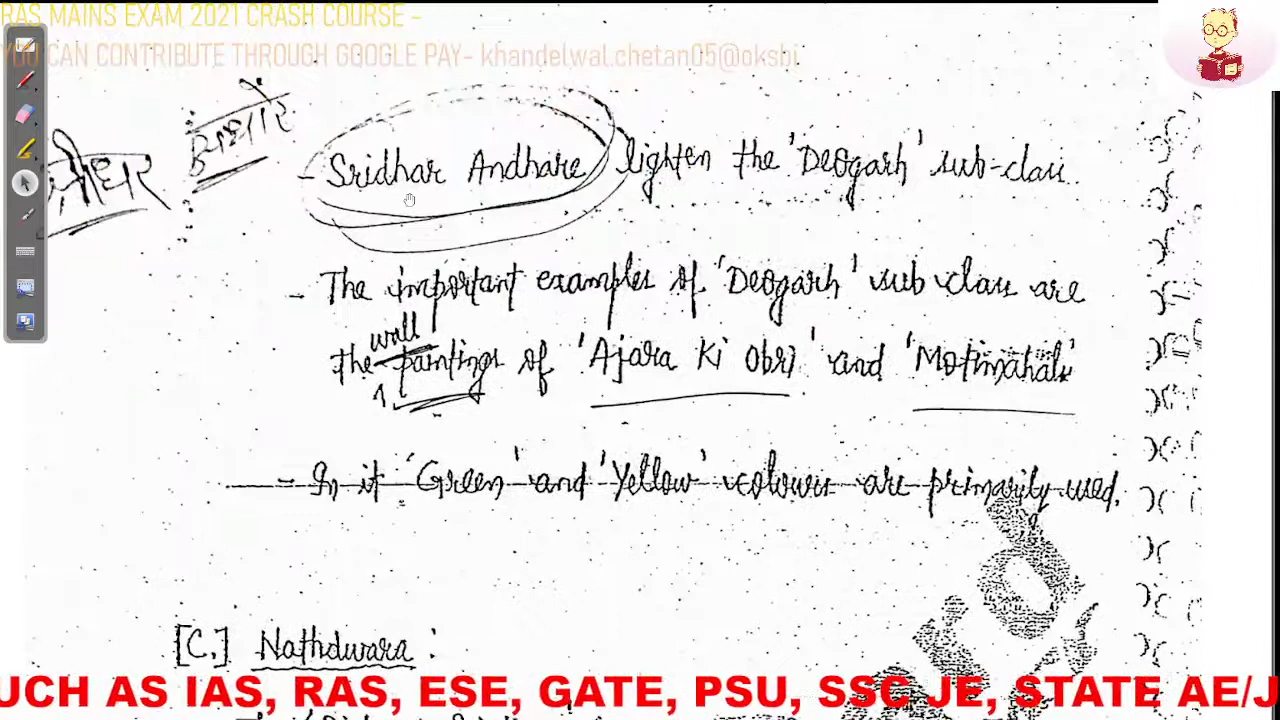 RAS MAINS EXAM 2021 CRASH COURSE -
YOU CAN CONTRIBUTE THROUGH GOOGLE PAY- khandelwal.chetan05@oksbi
श्रीधर अंधारे
- Sridhar Andhare lighten the 'Deogarh' sub-class.
- The important examples of 'Deogarh' sub class are
the wall paintings of 'Ajara Ki Obri' and 'Motimahal'
- In it 'Green' and 'Yellow' colours are primarily used.
[C.] Nathdwara :
UCH AS IAS, RAS, ESE, GATE, PSU, SSC JE, STATE AE/J